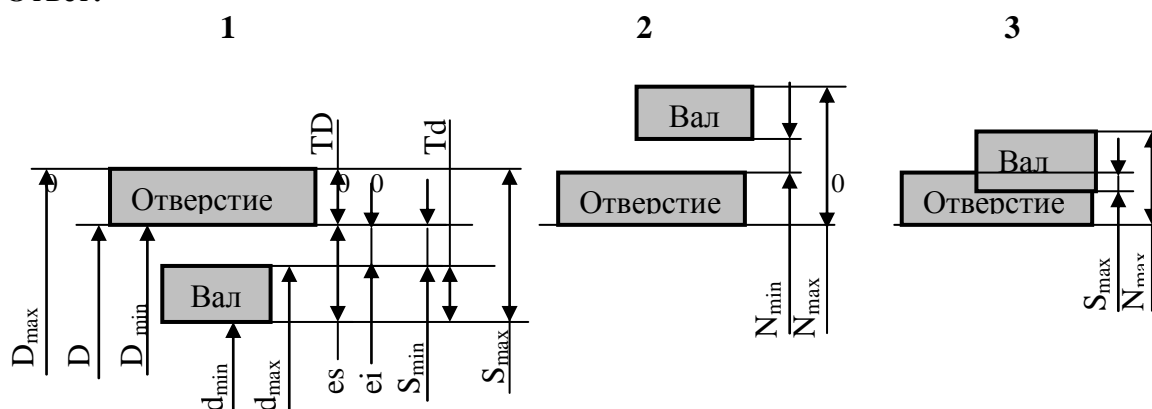 1
2
3
TD
Td
Вал
Вал
0
0
0
0
Отверстие
Отверстие
Отверстие
Вал
D max
D
D min
d min
d max
es
ei
S min
S max
N min
N max
S max
N max